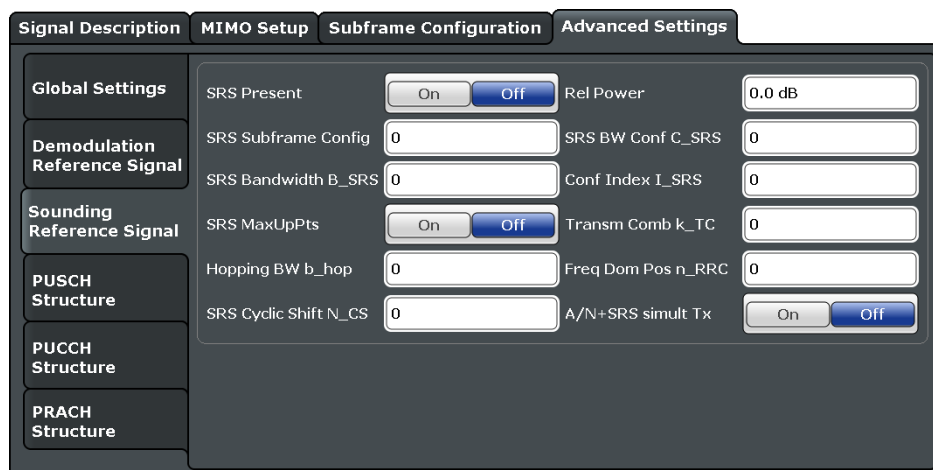 Signal Description MIMO Setup Subframe Configuration Advanced Settings
Global Settings
Demodulation
Reference Signal
Sounding
Reference Signal
PUSCH
Structure
PUCCH
Structure
PRACH
Structure
SRS Present On Off Rel Power 0.0 dB
SRS Subframe Config 0 SRS BW Conf C_SRS 0
SRS Bandwidth B_SRS 0 Conf Index I_SRS 0
SRS MaxUpPts On Off Transm Comb k_TC 0
Hopping BW b_hop 0 Freq Dom Pos n_RRC 0
SRS Cyclic Shift N_CS 0 A/N+SRS simult Tx On Off